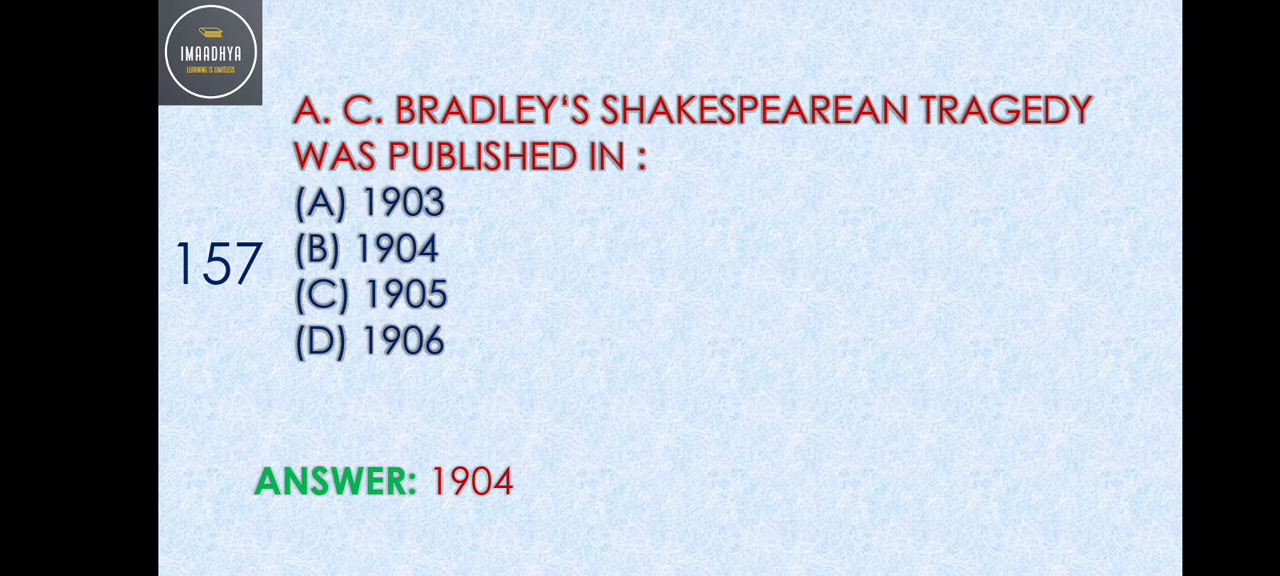 IMAADHYA
LEARNING IS LIMITLESS
A. C. BRADLEY‘S SHAKESPEAREAN TRAGEDY
WAS PUBLISHED IN :
(A) 1903
157
(B) 1904
(C) 1905
(D) 1906
ANSWER: 1904